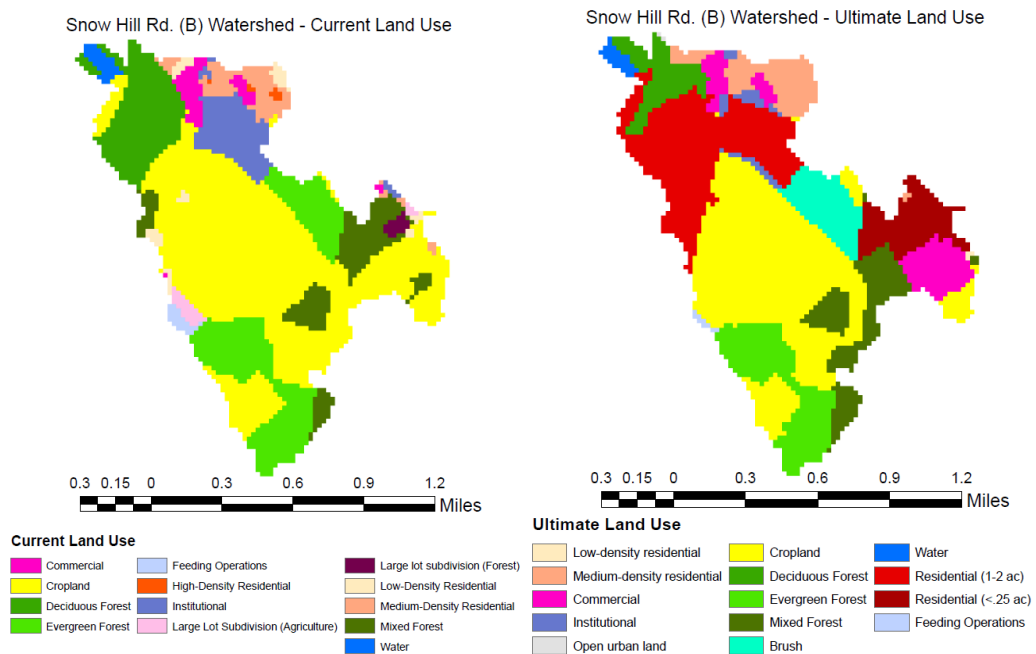 Snow Hill Rd. (B) Watershed - Current Land Use
0.3 0.15 0 0.3 0.6 0.9 1.2
Miles
Current Land Use
Commercial
Cropland
Deciduous Forest
Evergreen Forest
Feeding Operations
High-Density Residential
Institutional
Large Lot Subdivision (Agriculture)
Large lot subdivision (Forest)
Low-Density Residential
Medium-Density Residential
Mixed Forest
Water
Snow Hill Rd. (B) Watershed - Ultimate Land Use
0.3 0.15 0 0.3 0.6 0.9 1.2
Miles
Ultimate Land Use
Low-density residential
Medium-density residential
Commercial
Institutional
Open urban land
Cropland
Deciduous Forest
Evergreen Forest
Mixed Forest
Brush
Water
Residential (1-2 ac)
Residential (<.25 ac)
Feeding Operations